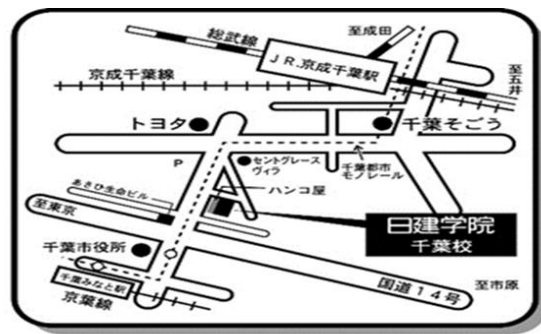 至成田
総武線
JR.京成千葉駅
至五井
京成千葉線
トヨタ
千葉そごう
P
セントグレース
ヴィラ
千葉都市
モノレール
ハンコ屋
あさひ生命ビル
至東京
日建学院
千葉校
千葉市役所
千葉みなと駅
京葉線
国道14号
至市原